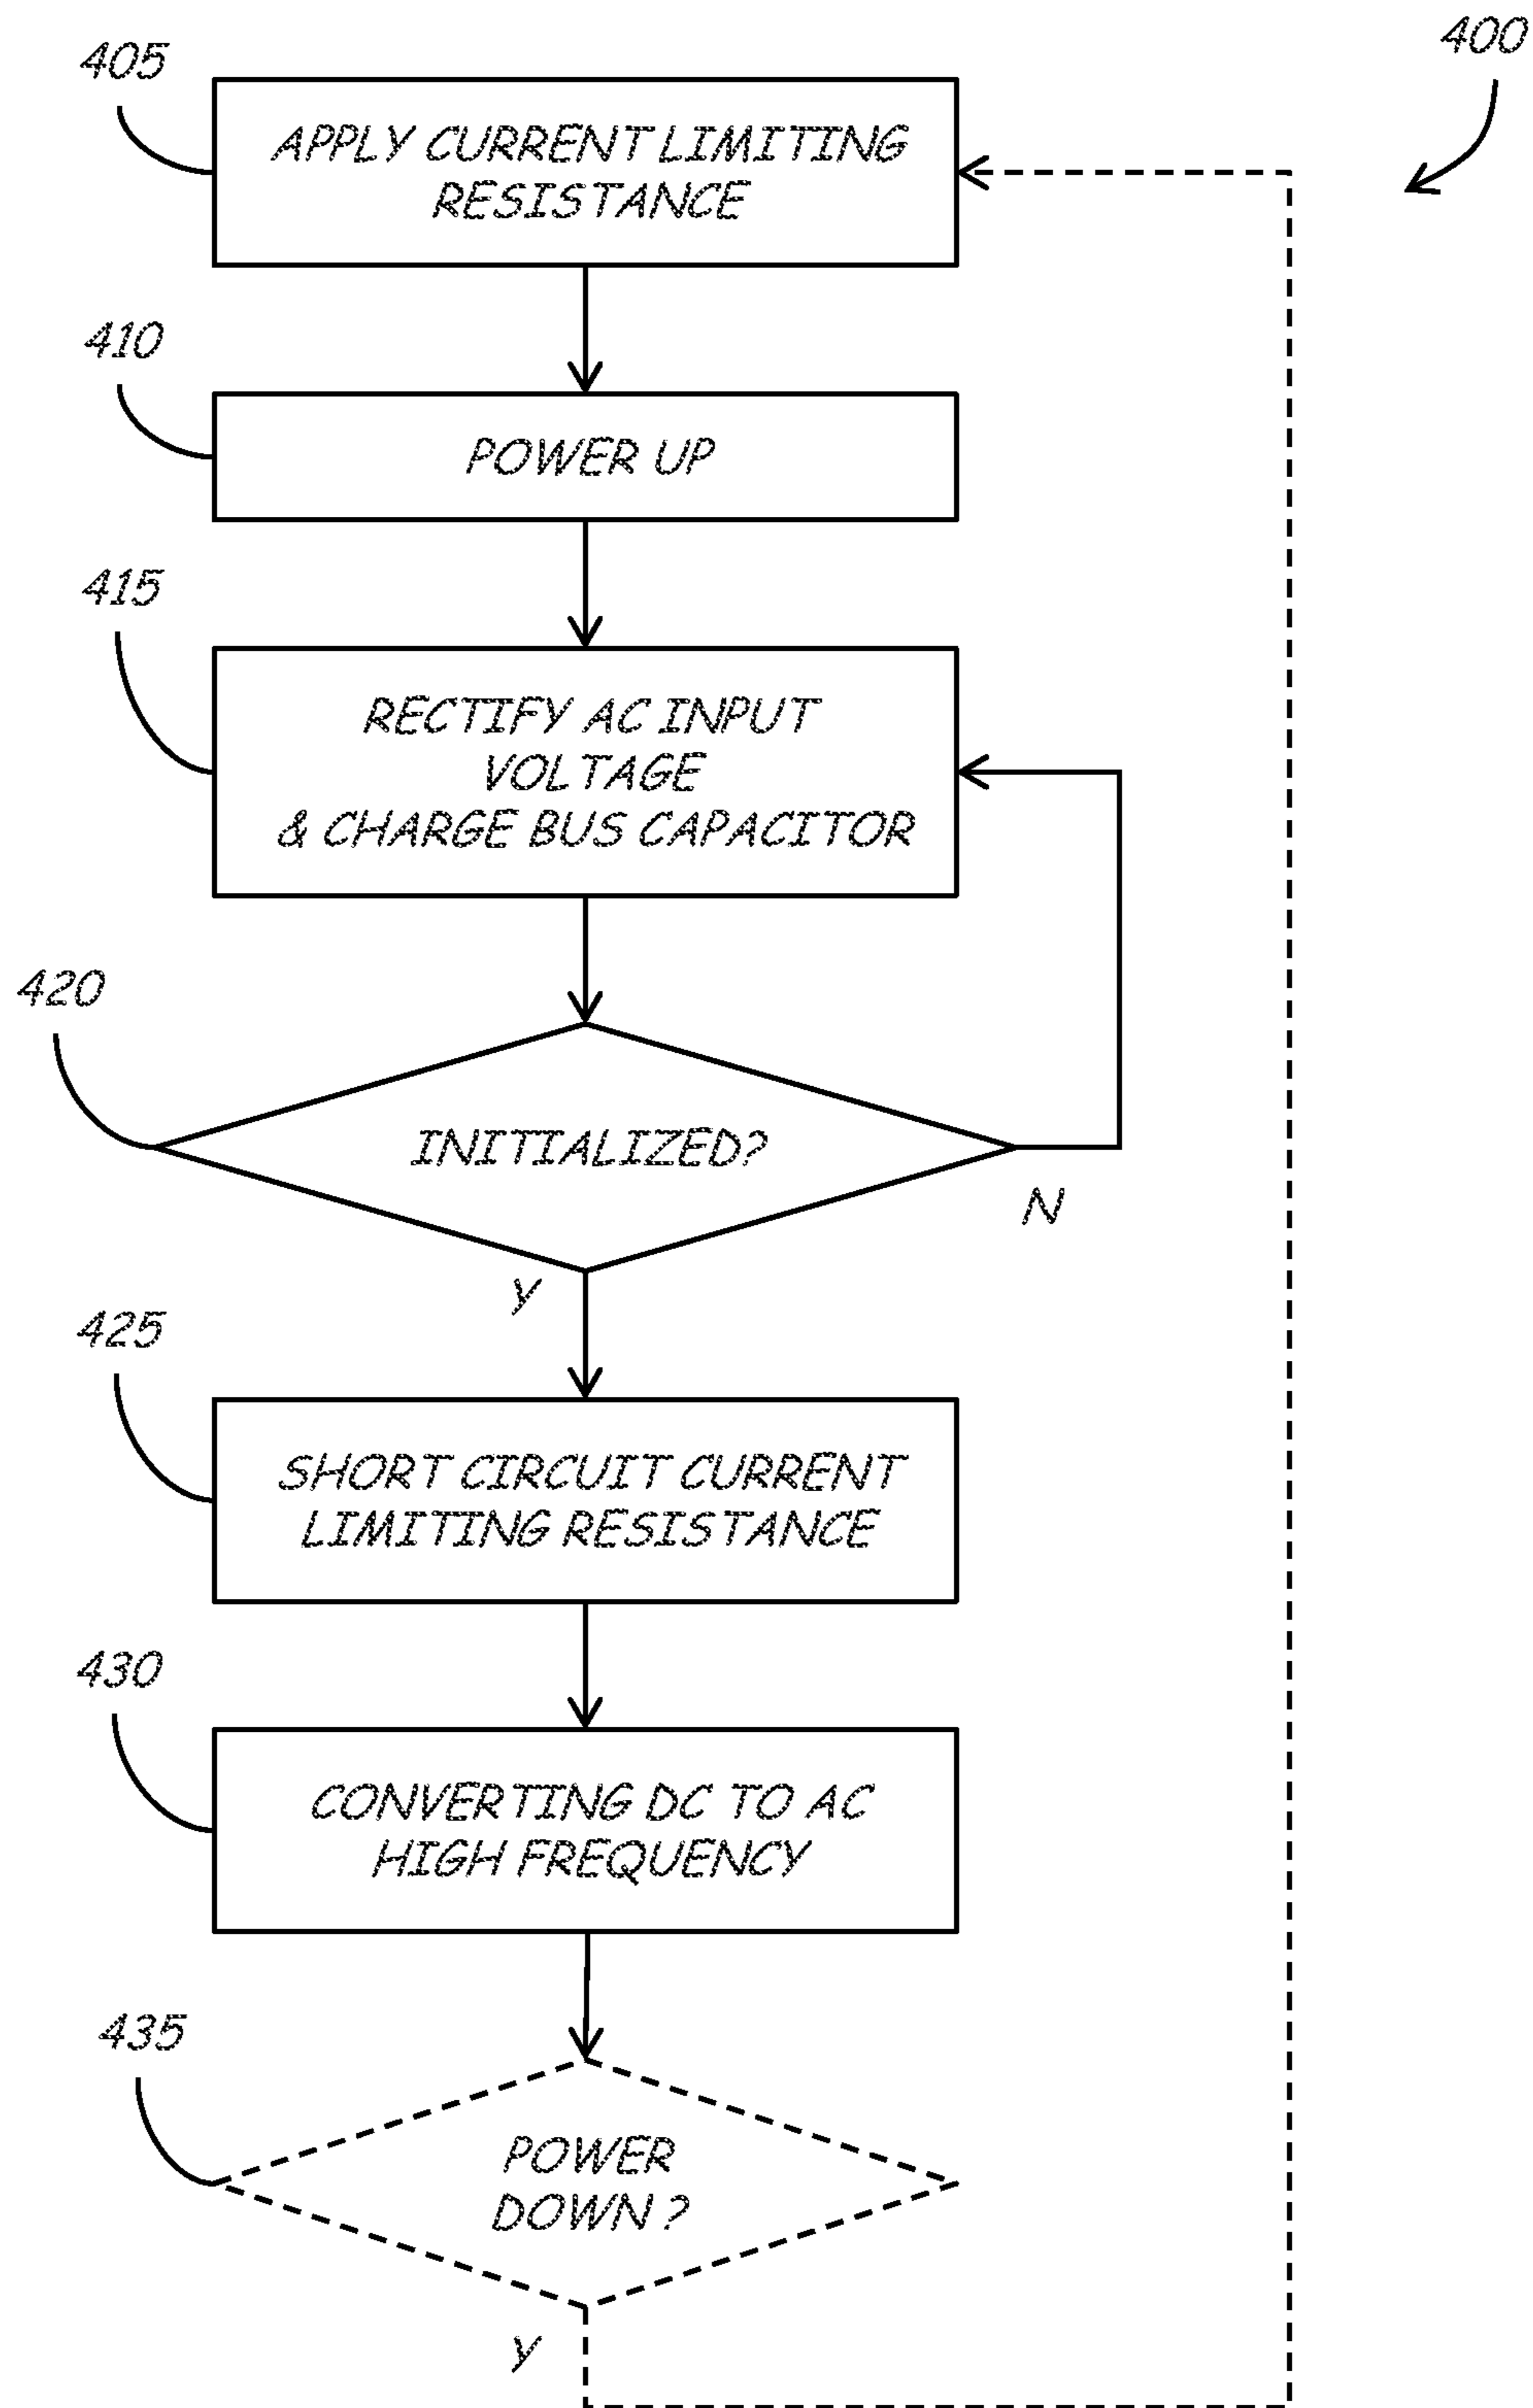 400
405
APPLY CURRENT LIMITING
RESISTANCE
410
POWER UP
415
RECTIFY AC INPUT
VOLTAGE
& CHARGE BUS CAPACITOR
420
INITIALIZED?
N
Y
425
SHORT CIRCUIT CURRENT
LIMITING RESISTANCE
430
CONVERTING DC TO AC
HIGH FREQUENCY
435
POWER
DOWN ?
Y